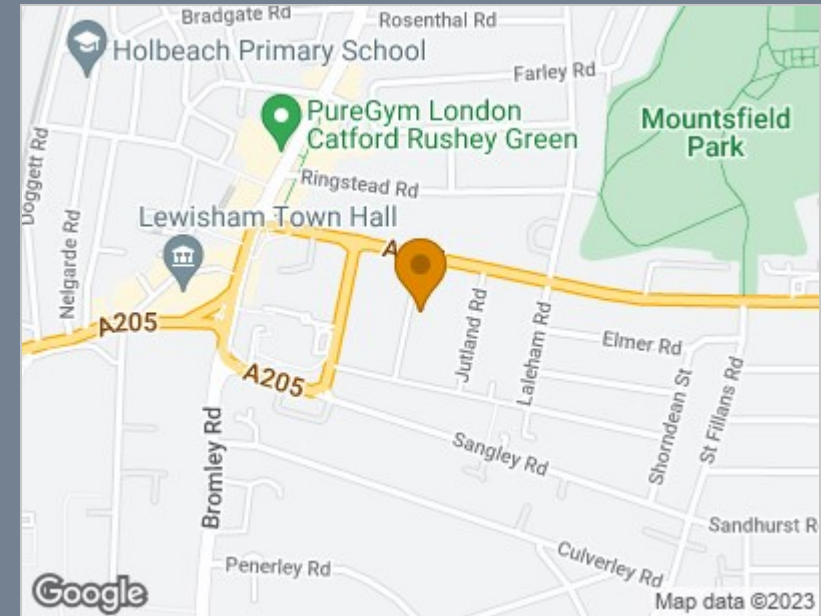 Bradgate Rd
Rosenthal Rd
Holbeach Primary School
Farley Rd
PureGym London
Catford Rushey Green
Mountsfield
Park
Doggett Rd
Ringstead Rd
Nelgarde Rd
Lewisham Town Hall
A205
Jutland Rd
Laleham Rd
Elmer Rd
A205
Shorndean St
St Fillans Rd
Bromley Rd
Sangley Rd
Sandhurst R
Culverley Rd
Penerley Rd
Google
Map data ©2023